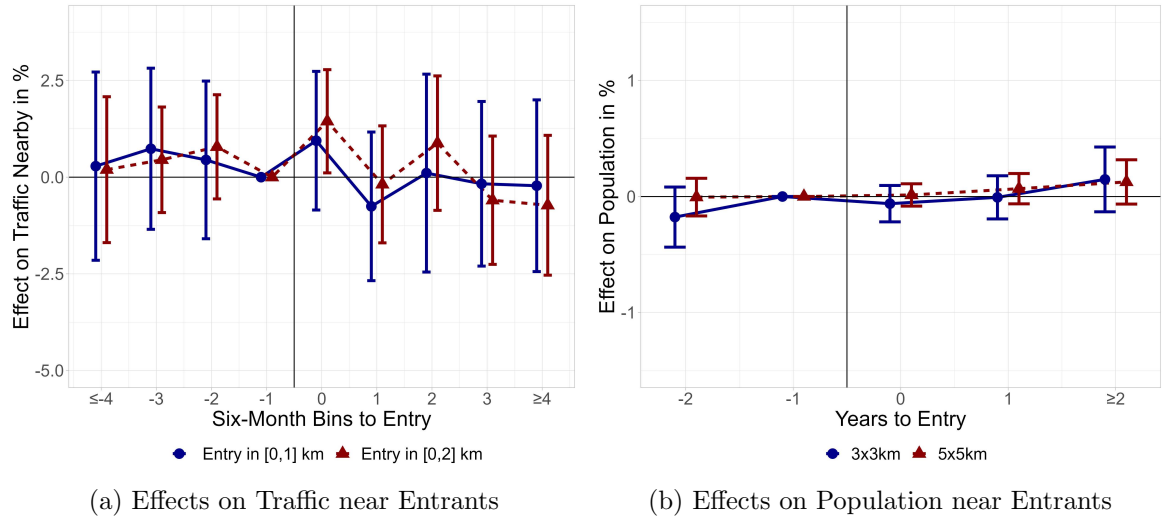 Effect on Traffic Nearby in %
2.5
0.0
-2.5
-5.0
≤-4 -3 -2 -1 0 1 2 3 ≥4
Six-Month Bins to Entry
Entry in [0,1] km Entry in [0,2] km
(a) Effects on Traffic near Entrants
Effect on Population in %
1
0
-1
-2 -1 0 1 ≥2
Years to Entry
3x3km 5x5km
(b) Effects on Population near Entrants